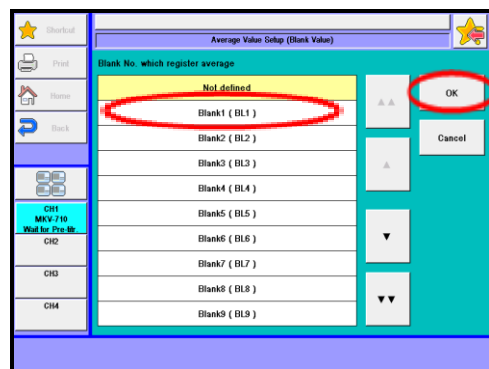 Shortcut
Average Value Setup (Blank Value)
Print
Blank No. which register average
Home
Not defined
OK
Blank1 ( BL1 )
Back
Blank2 ( BL2 )
Cancel
Blank3 ( BL3 )
Blank4 ( BL4 )
CH1
MKV-710
Wait for Pre-titr.
Blank5 ( BL5 )
CH2
Blank6 ( BL6 )
CH3
Blank7 ( BL7 )
Blank8 ( BL8 )
CH4
Blank9 ( BL9 )